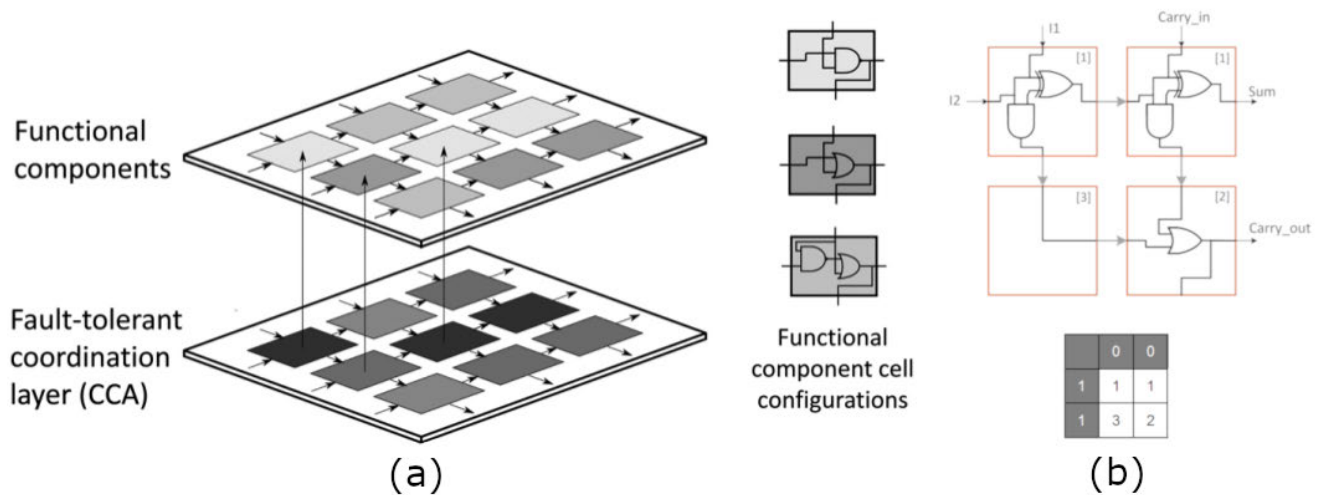 Functional
components
Fault-tolerant
coordination
layer (CCA)
(a)
Functional
component cell
configurations
I1
Carry_in
[1]
[1]
I2
Sum
[3]
[2]
Carry_out
0 0
1 1 1
1 3 2
(b)